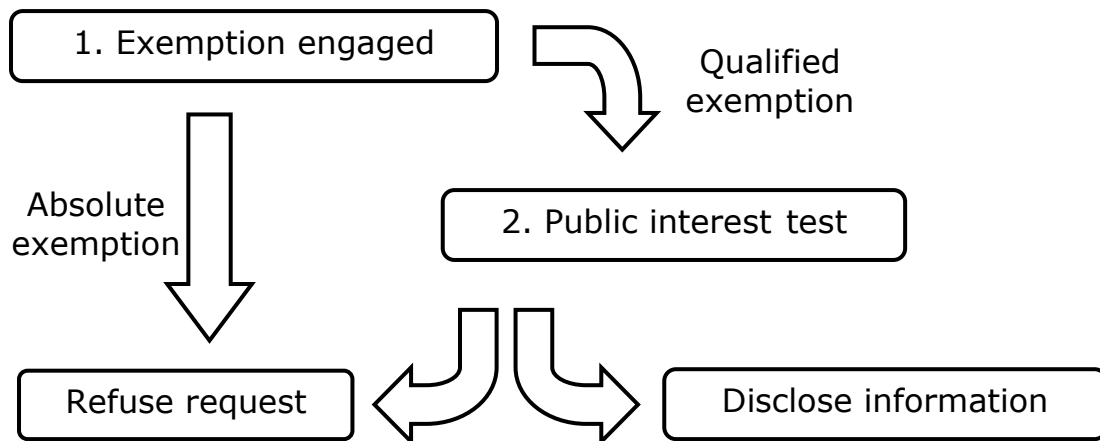 1. Exemption engaged
Qualified
exemption
Absolute
exemption
2. Public interest test
Refuse request
Disclose information